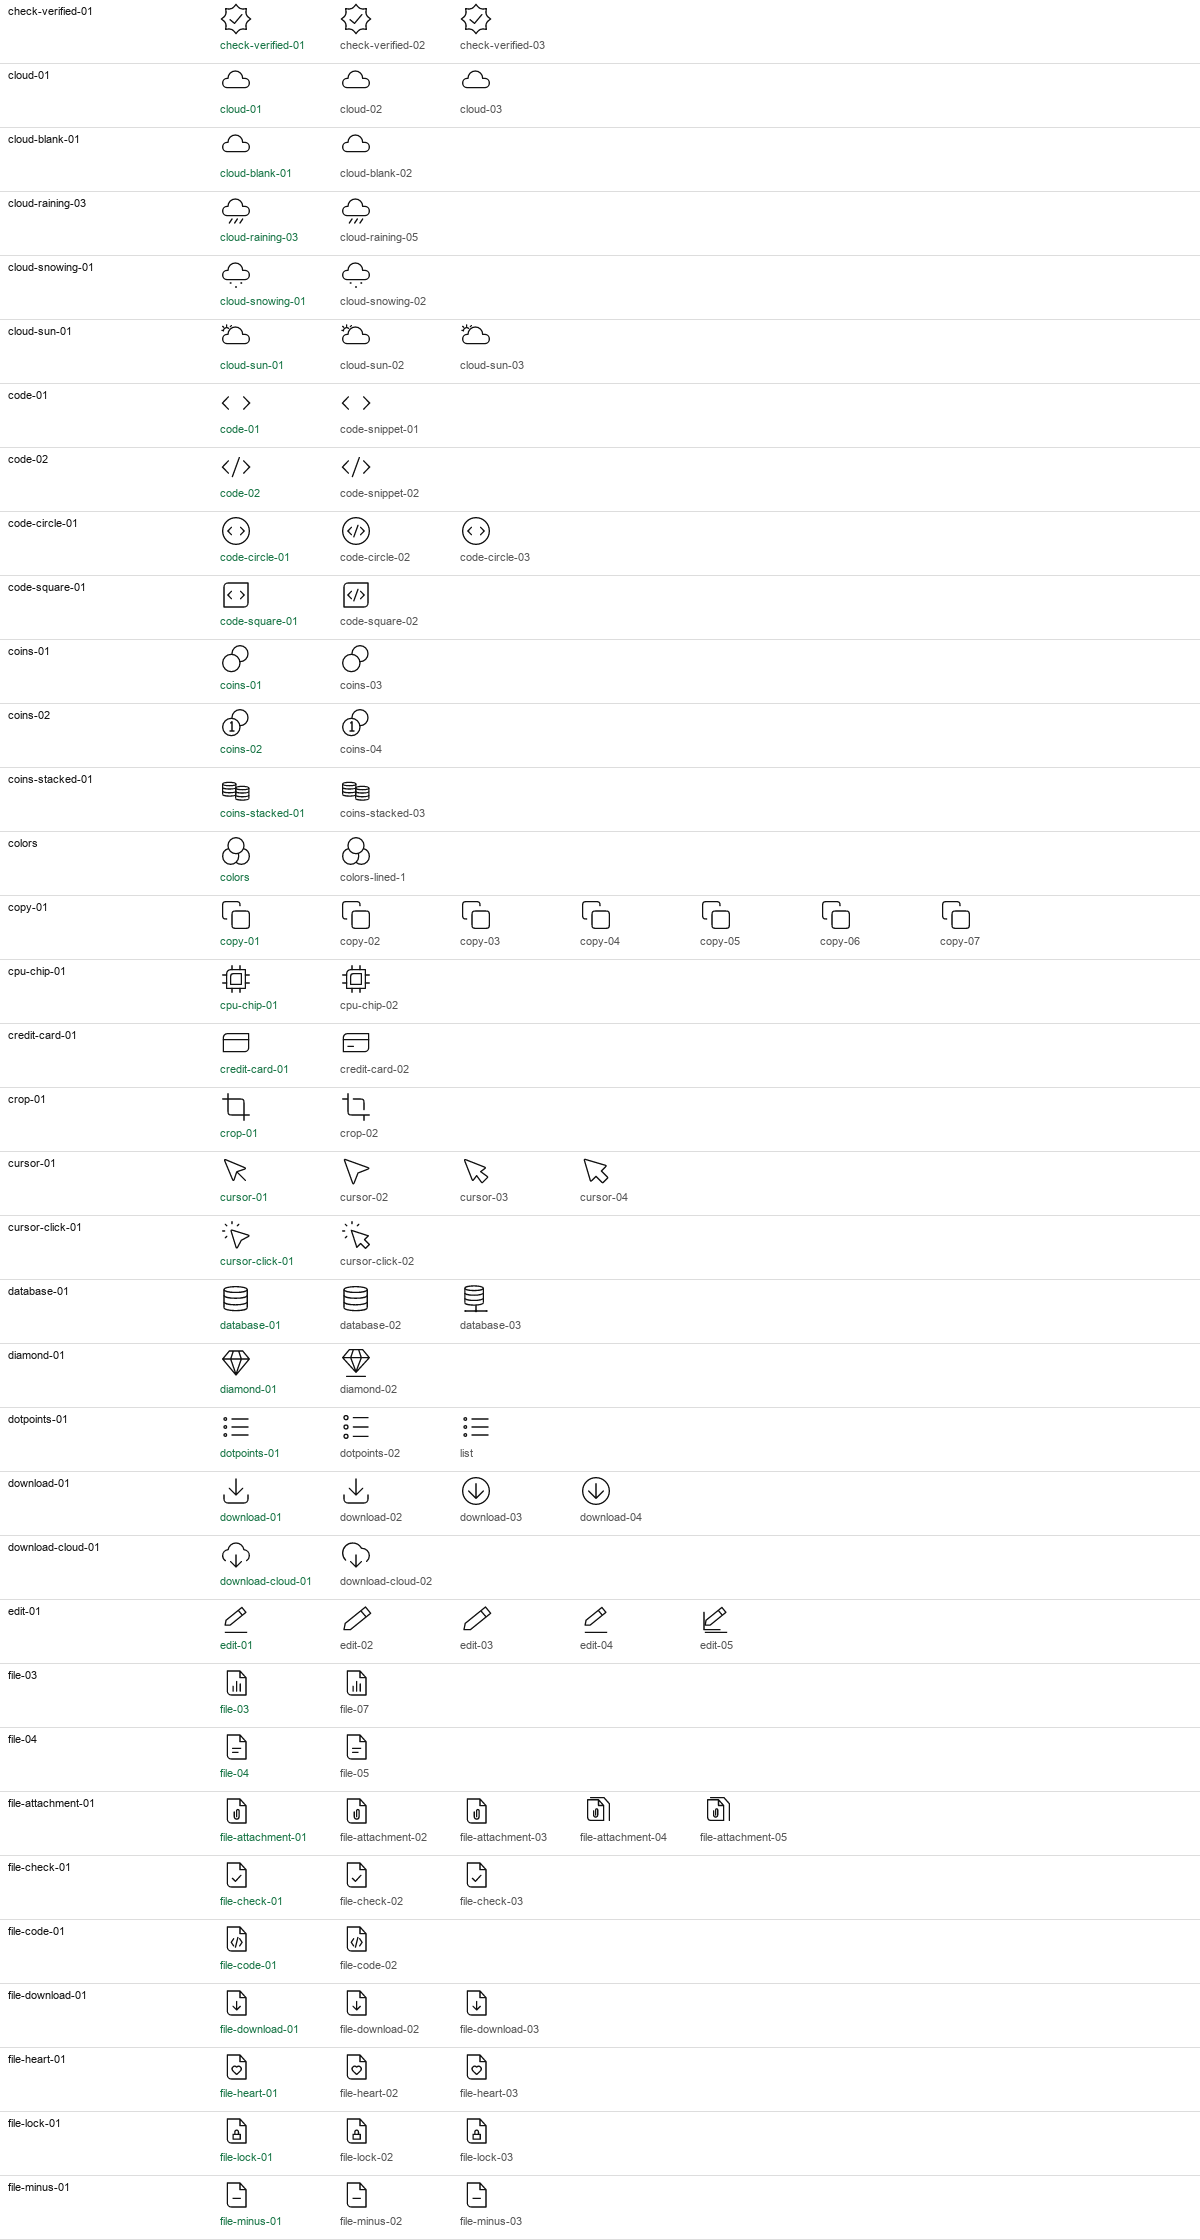 check-verified-01
check-verified-01 check-verified-02 check-verified-03
cloud-01
cloud-01 cloud-02 cloud-03
cloud-blank-01
cloud-blank-01 cloud-blank-02
cloud-raining-03
cloud-raining-03 cloud-raining-05
cloud-snowing-01
cloud-snowing-01 cloud-snowing-02
cloud-sun-01
cloud-sun-01 cloud-sun-02 cloud-sun-03
code-01
code-01 code-snippet-01
code-02
code-02 code-snippet-02
code-circle-01
code-circle-01 code-circle-02 code-circle-03
code-square-01
code-square-01 code-square-02
coins-01
coins-01 coins-03
coins-02
1 1
coins-02 coins-04
coins-stacked-01
coins-stacked-01 coins-stacked-03
colors
colors colors-lined-1
copy-01
copy-01 copy-02 copy-03 copy-04 copy-05 copy-06 copy-07
cpu-chip-01
cpu-chip-01 cpu-chip-02
credit-card-01
credit-card-01 credit-card-02
crop-01
crop-01 crop-02
cursor-01
cursor-01 cursor-02 cursor-03 cursor-04
cursor-click-01
cursor-click-01 cursor-click-02
database-01
database-01 database-02 database-03
diamond-01
diamond-01 diamond-02
dotpoints-01
dotpoints-01 dotpoints-02 list
download-01
download-01 download-02 download-03 download-04
download-cloud-01
download-cloud-01 download-cloud-02
edit-01
edit-01 edit-02 edit-03 edit-04 edit-05
file-03
file-03 file-07
file-04
file-04 file-05
file-attachment-01
file-attachment-01 file-attachment-02 file-attachment-03 file-attachment-04 file-attachment-05
file-check-01
file-check-01 file-check-02 file-check-03
file-code-01
file-code-01 file-code-02
file-download-01
file-download-01 file-download-02 file-download-03
file-heart-01
file-heart-01 file-heart-02 file-heart-03
file-lock-01
file-lock-01 file-lock-02 file-lock-03
file-minus-01
file-minus-01 file-minus-02 file-minus-03